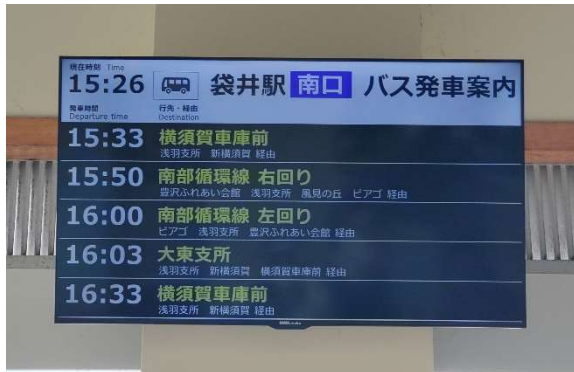 現在時刻 Time
15:26 袋井駅 南口 バス発車案内
発車時間 行先・経由
Departure time Destination
15:33 横須賀車庫前
浅羽支所 新横須賀 経由
15:50 南部循環線 右回り
豊沢ふれあい会館 浅羽支所 風見の丘 ピアゴ 経由
16:00 南部循環線 左回り
ピアゴ 浅羽支所 豊沢ふれあい会館 経由
16:03 大東支所
浅羽支所 新横須賀 横須賀車庫前 経由
16:33 横須賀車庫前
浅羽支所 新横須賀 経由